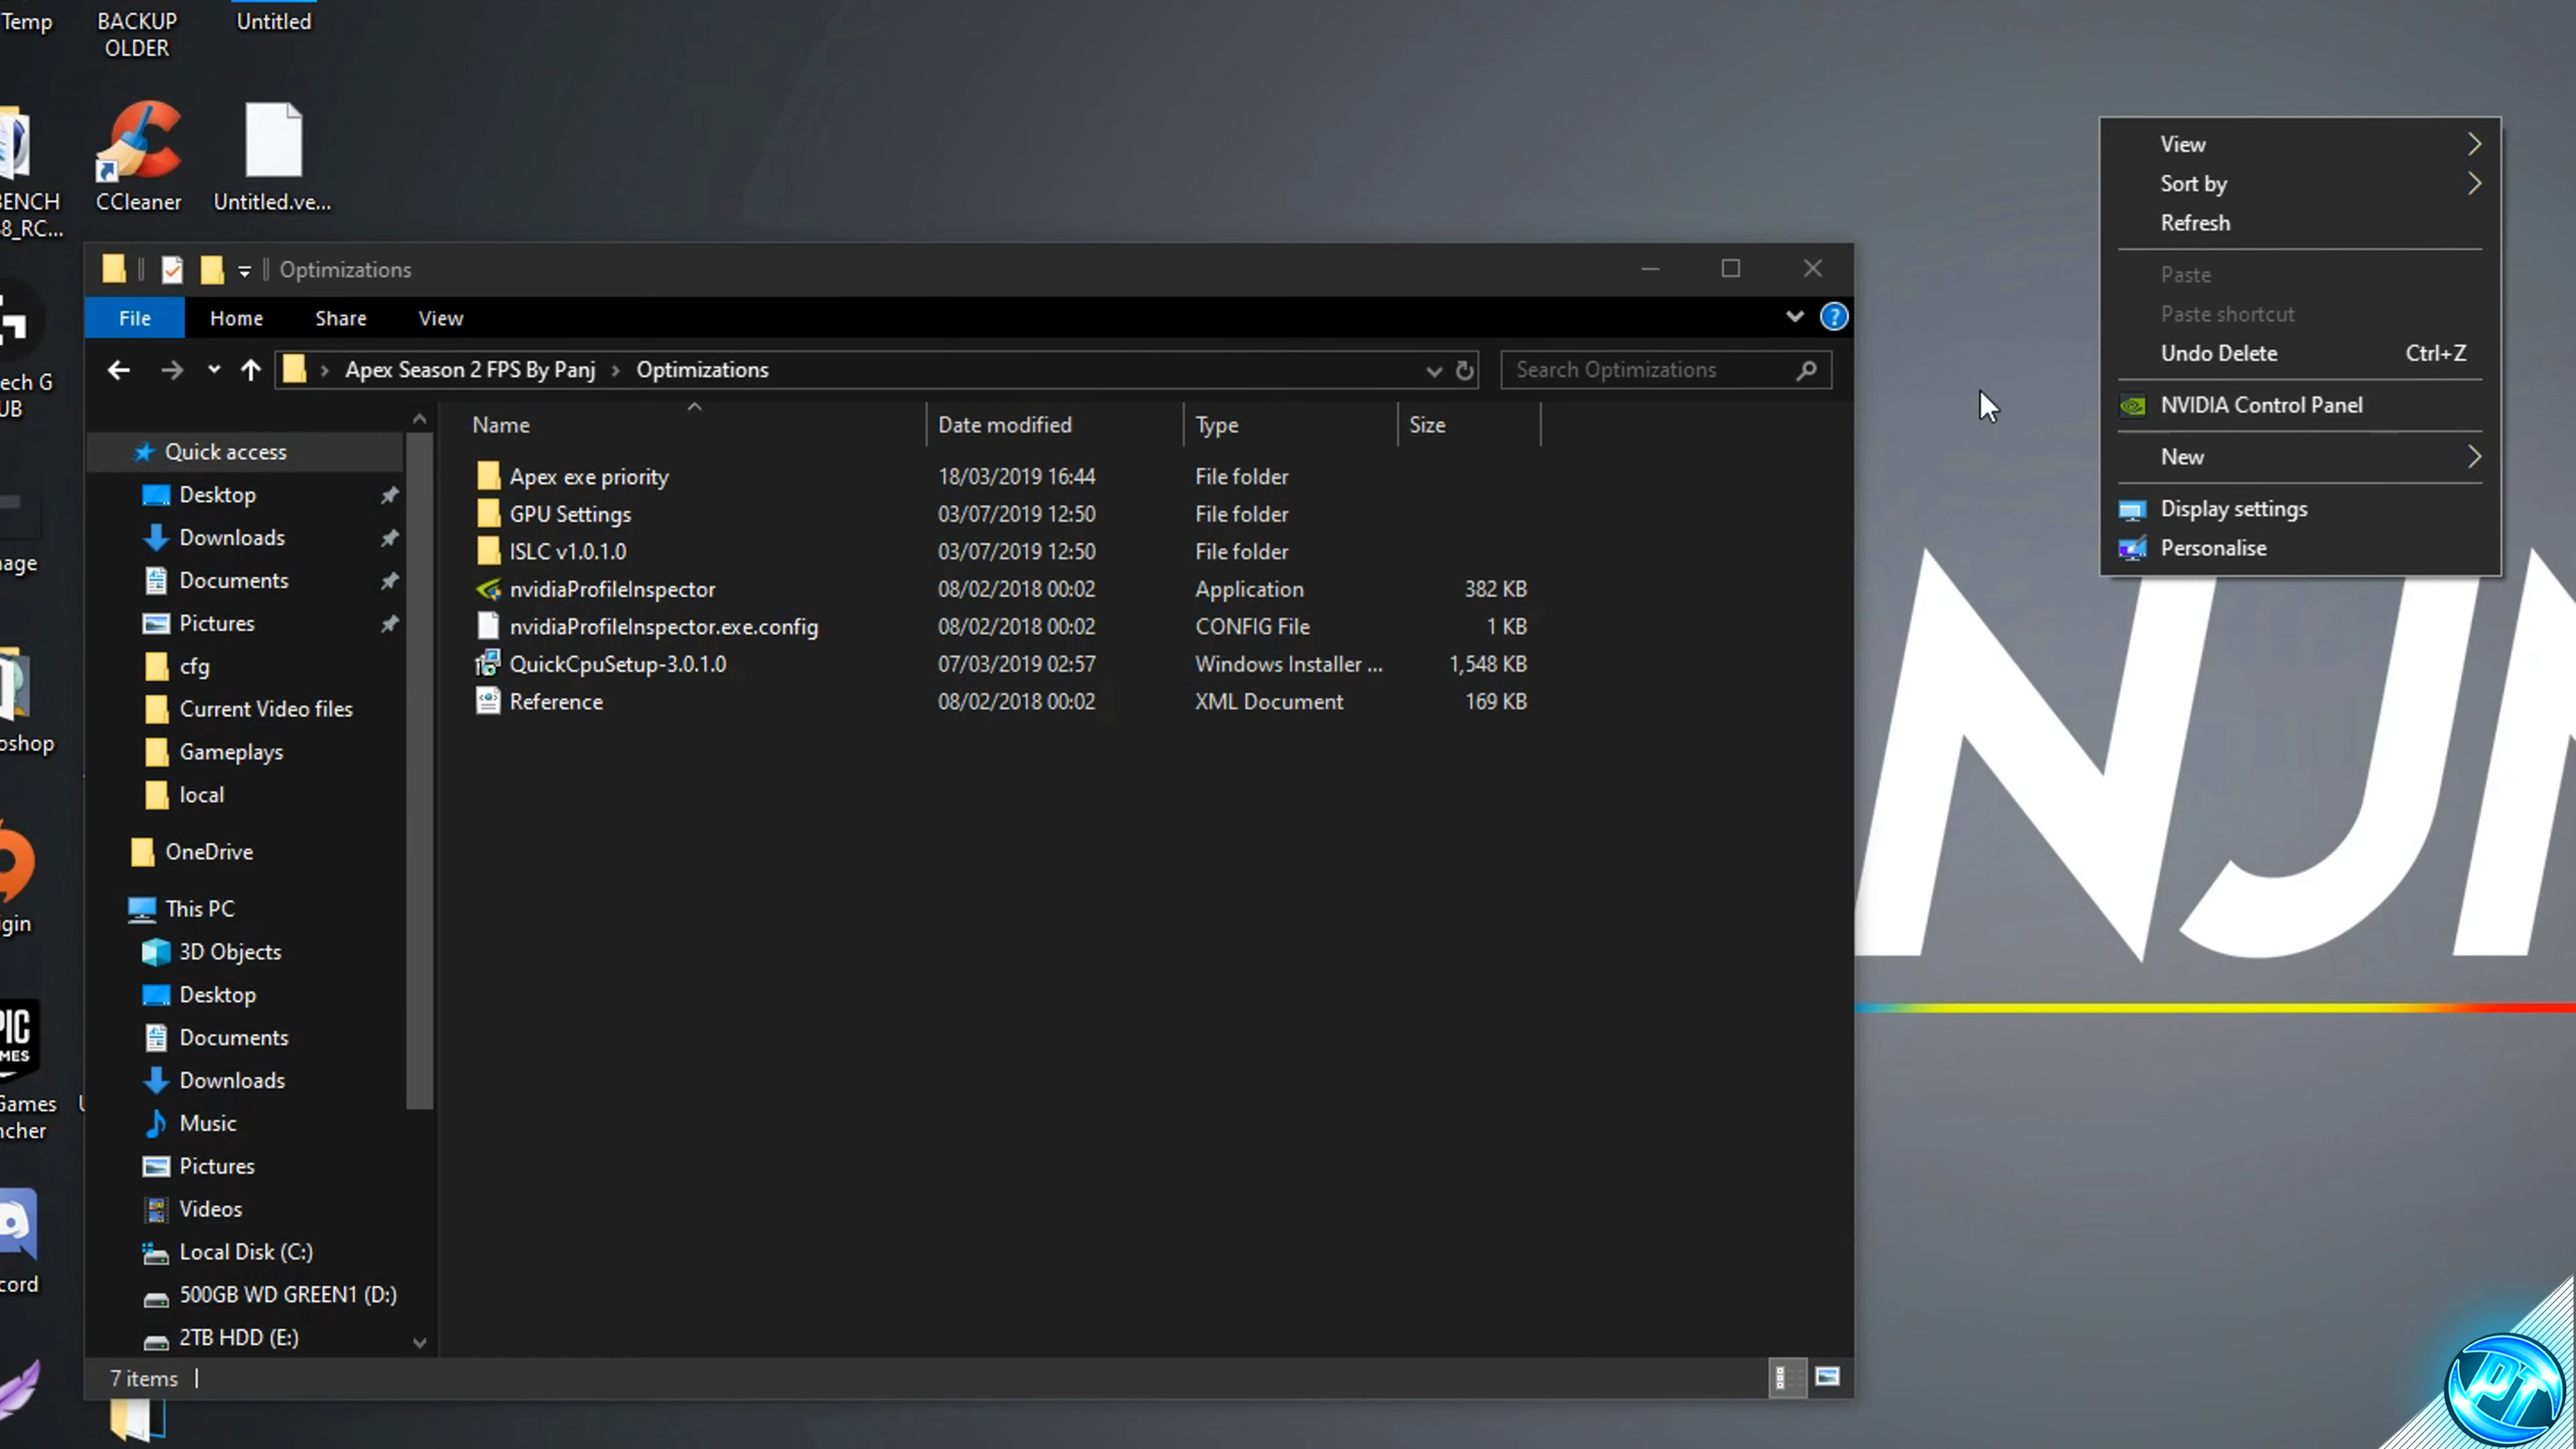 Temp
BACKUP
OLDER
Untitled
BENCH
8_RC...
CCleaner
Untitled.ve...
ech G
UB
age
oshop
igin
PIC
MES
Games
ncher
cord
Optimizations
File Home Share View
Apex Season 2 FPS By Panj > Optimizations
Search Optimizations
Quick access
Desktop
Downloads
Documents
Pictures
cfg
Current Video files
Gameplays
local
OneDrive
This PC
3D Objects
Desktop
Documents
Downloads
Music
Pictures
Videos
Local Disk (C:)
500GB WD GREEN1 (D:)
2TB HDD (E:)
Name Date modified Type Size
Apex exe priority 18/03/2019 16:44 File folder
GPU Settings 03/07/2019 12:50 File folder
ISLC v1.0.1.0 03/07/2019 12:50 File folder
nvidiaProfileInspector 08/02/2018 00:02 Application 382 KB
nvidiaProfileInspector.exe.config 08/02/2018 00:02 CONFIG File 1 KB
QuickCpuSetup-3.0.1.0 07/03/2019 02:57 Windows Installer ... 1,548 KB
Reference 08/02/2018 00:02 XML Document 169 KB
7 items
View
Sort by
Refresh
Paste
Paste shortcut
Undo Delete Ctrl+Z
NVIDIA Control Panel
New
Display settings
Personalise
NJ
PT